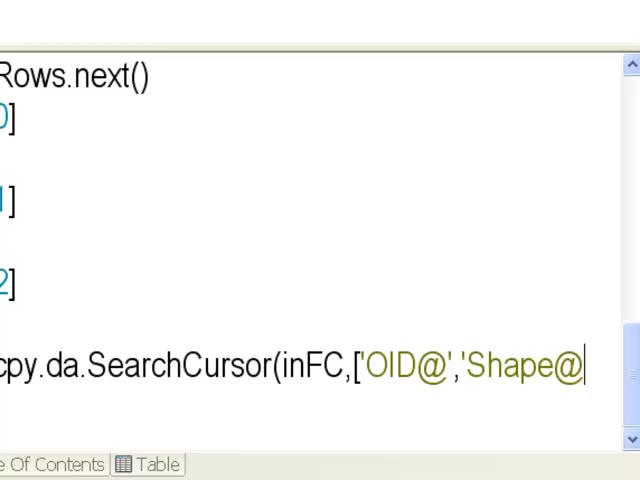 Rows.next()
0]
1]
2]
cpy.da.SearchCursor(inFC,['OID@','Shape@
e Of Contents Table